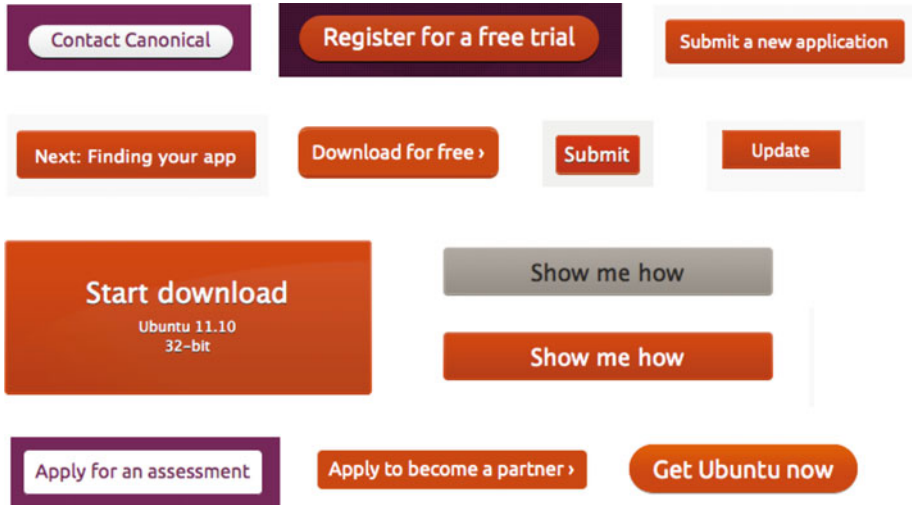 Contact Canonical
Register for a free trial
Submit a new application
Next: Finding your app
Download for free ›
Submit
Update
Start download
Ubuntu 11.10
32-bit
Show me how
Show me how
Apply for an assessment
Apply to become a partner ›
Get Ubuntu now